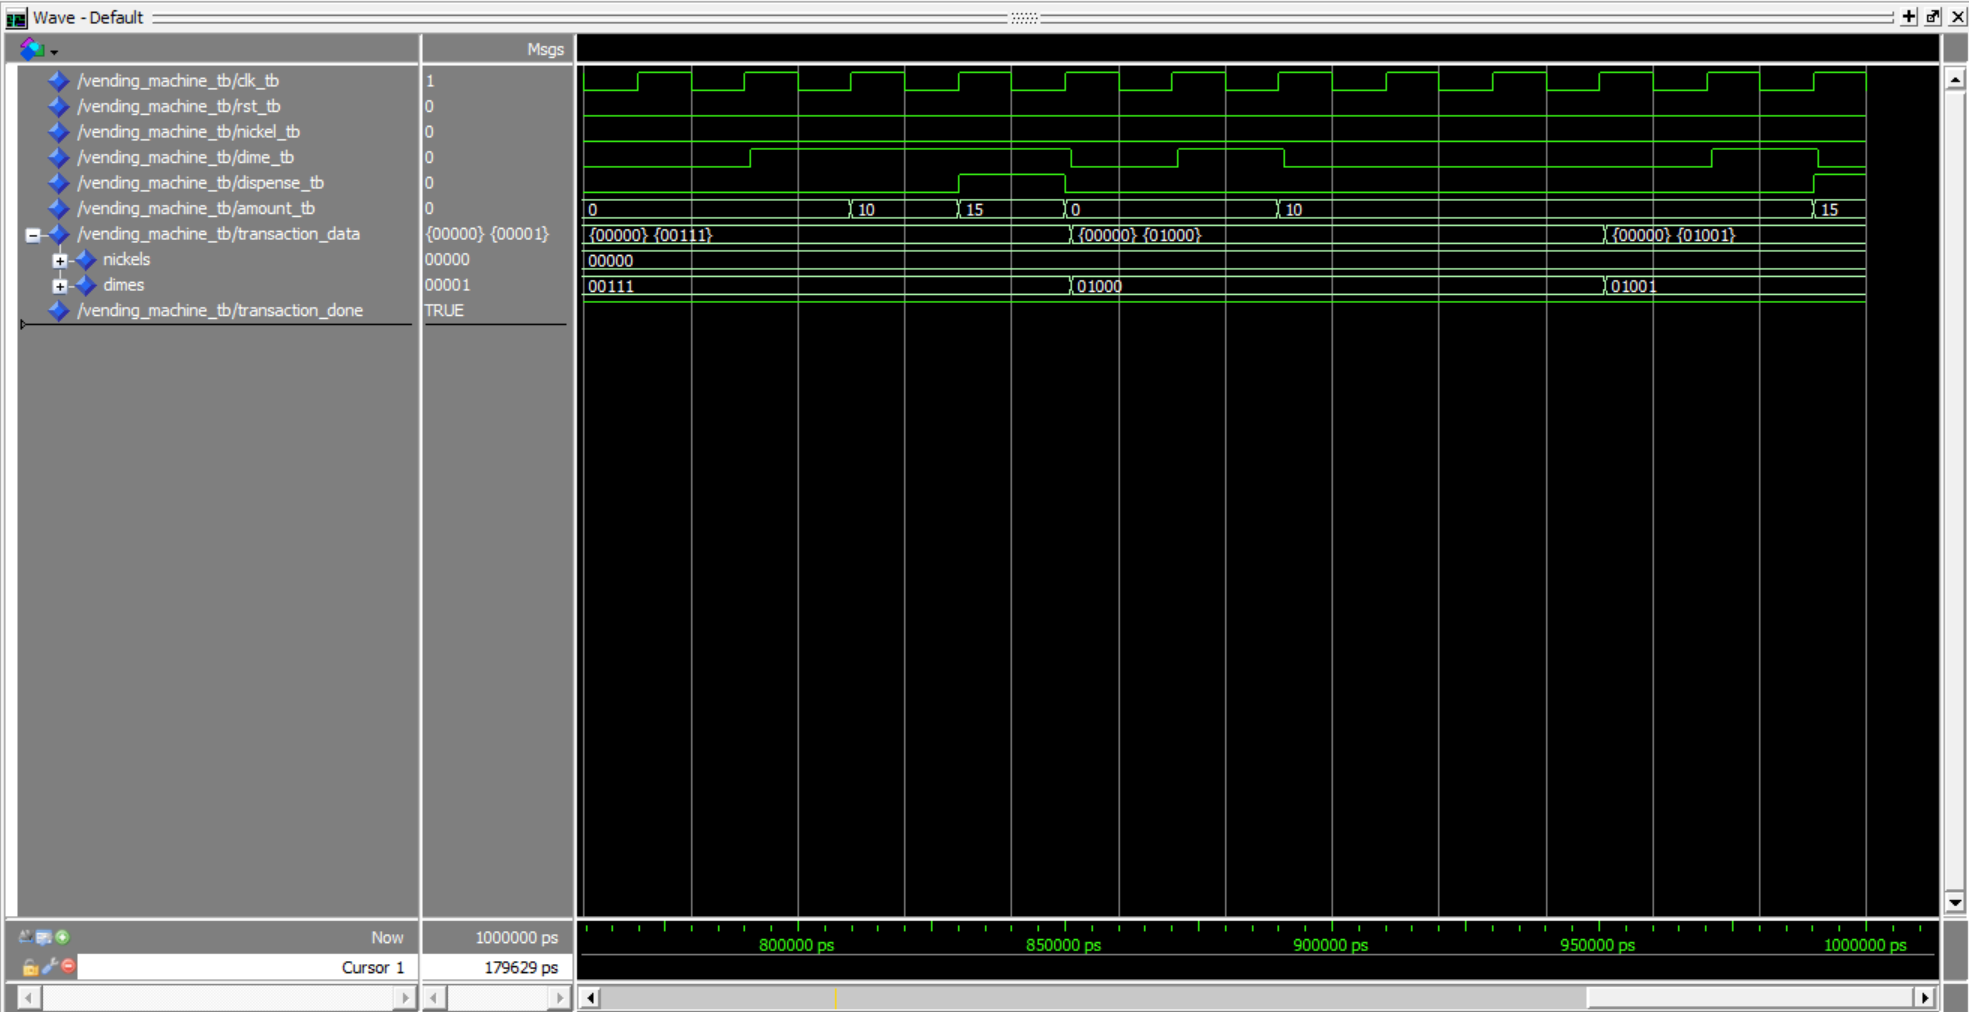 Wave - Default
Msgs
/vending_machine_tb/clk_tb 1
/vending_machine_tb/rst_tb 0
/vending_machine_tb/nickel_tb 0
/vending_machine_tb/dime_tb 0
/vending_machine_tb/dispense_tb 0
/vending_machine_tb/amount_tb 0 0 10 15 0 10 15
/vending_machine_tb/transaction_data {00000} {00001} {00000} {00111} {00000} {01000} {00000} {01001}
nickels 00000 00000
dimes 00001 00111 01000 01001
/vending_machine_tb/transaction_done TRUE
Now 1000000 ps 800000 ps 850000 ps 900000 ps 950000 ps 1000000 ps
Cursor 1 179629 ps